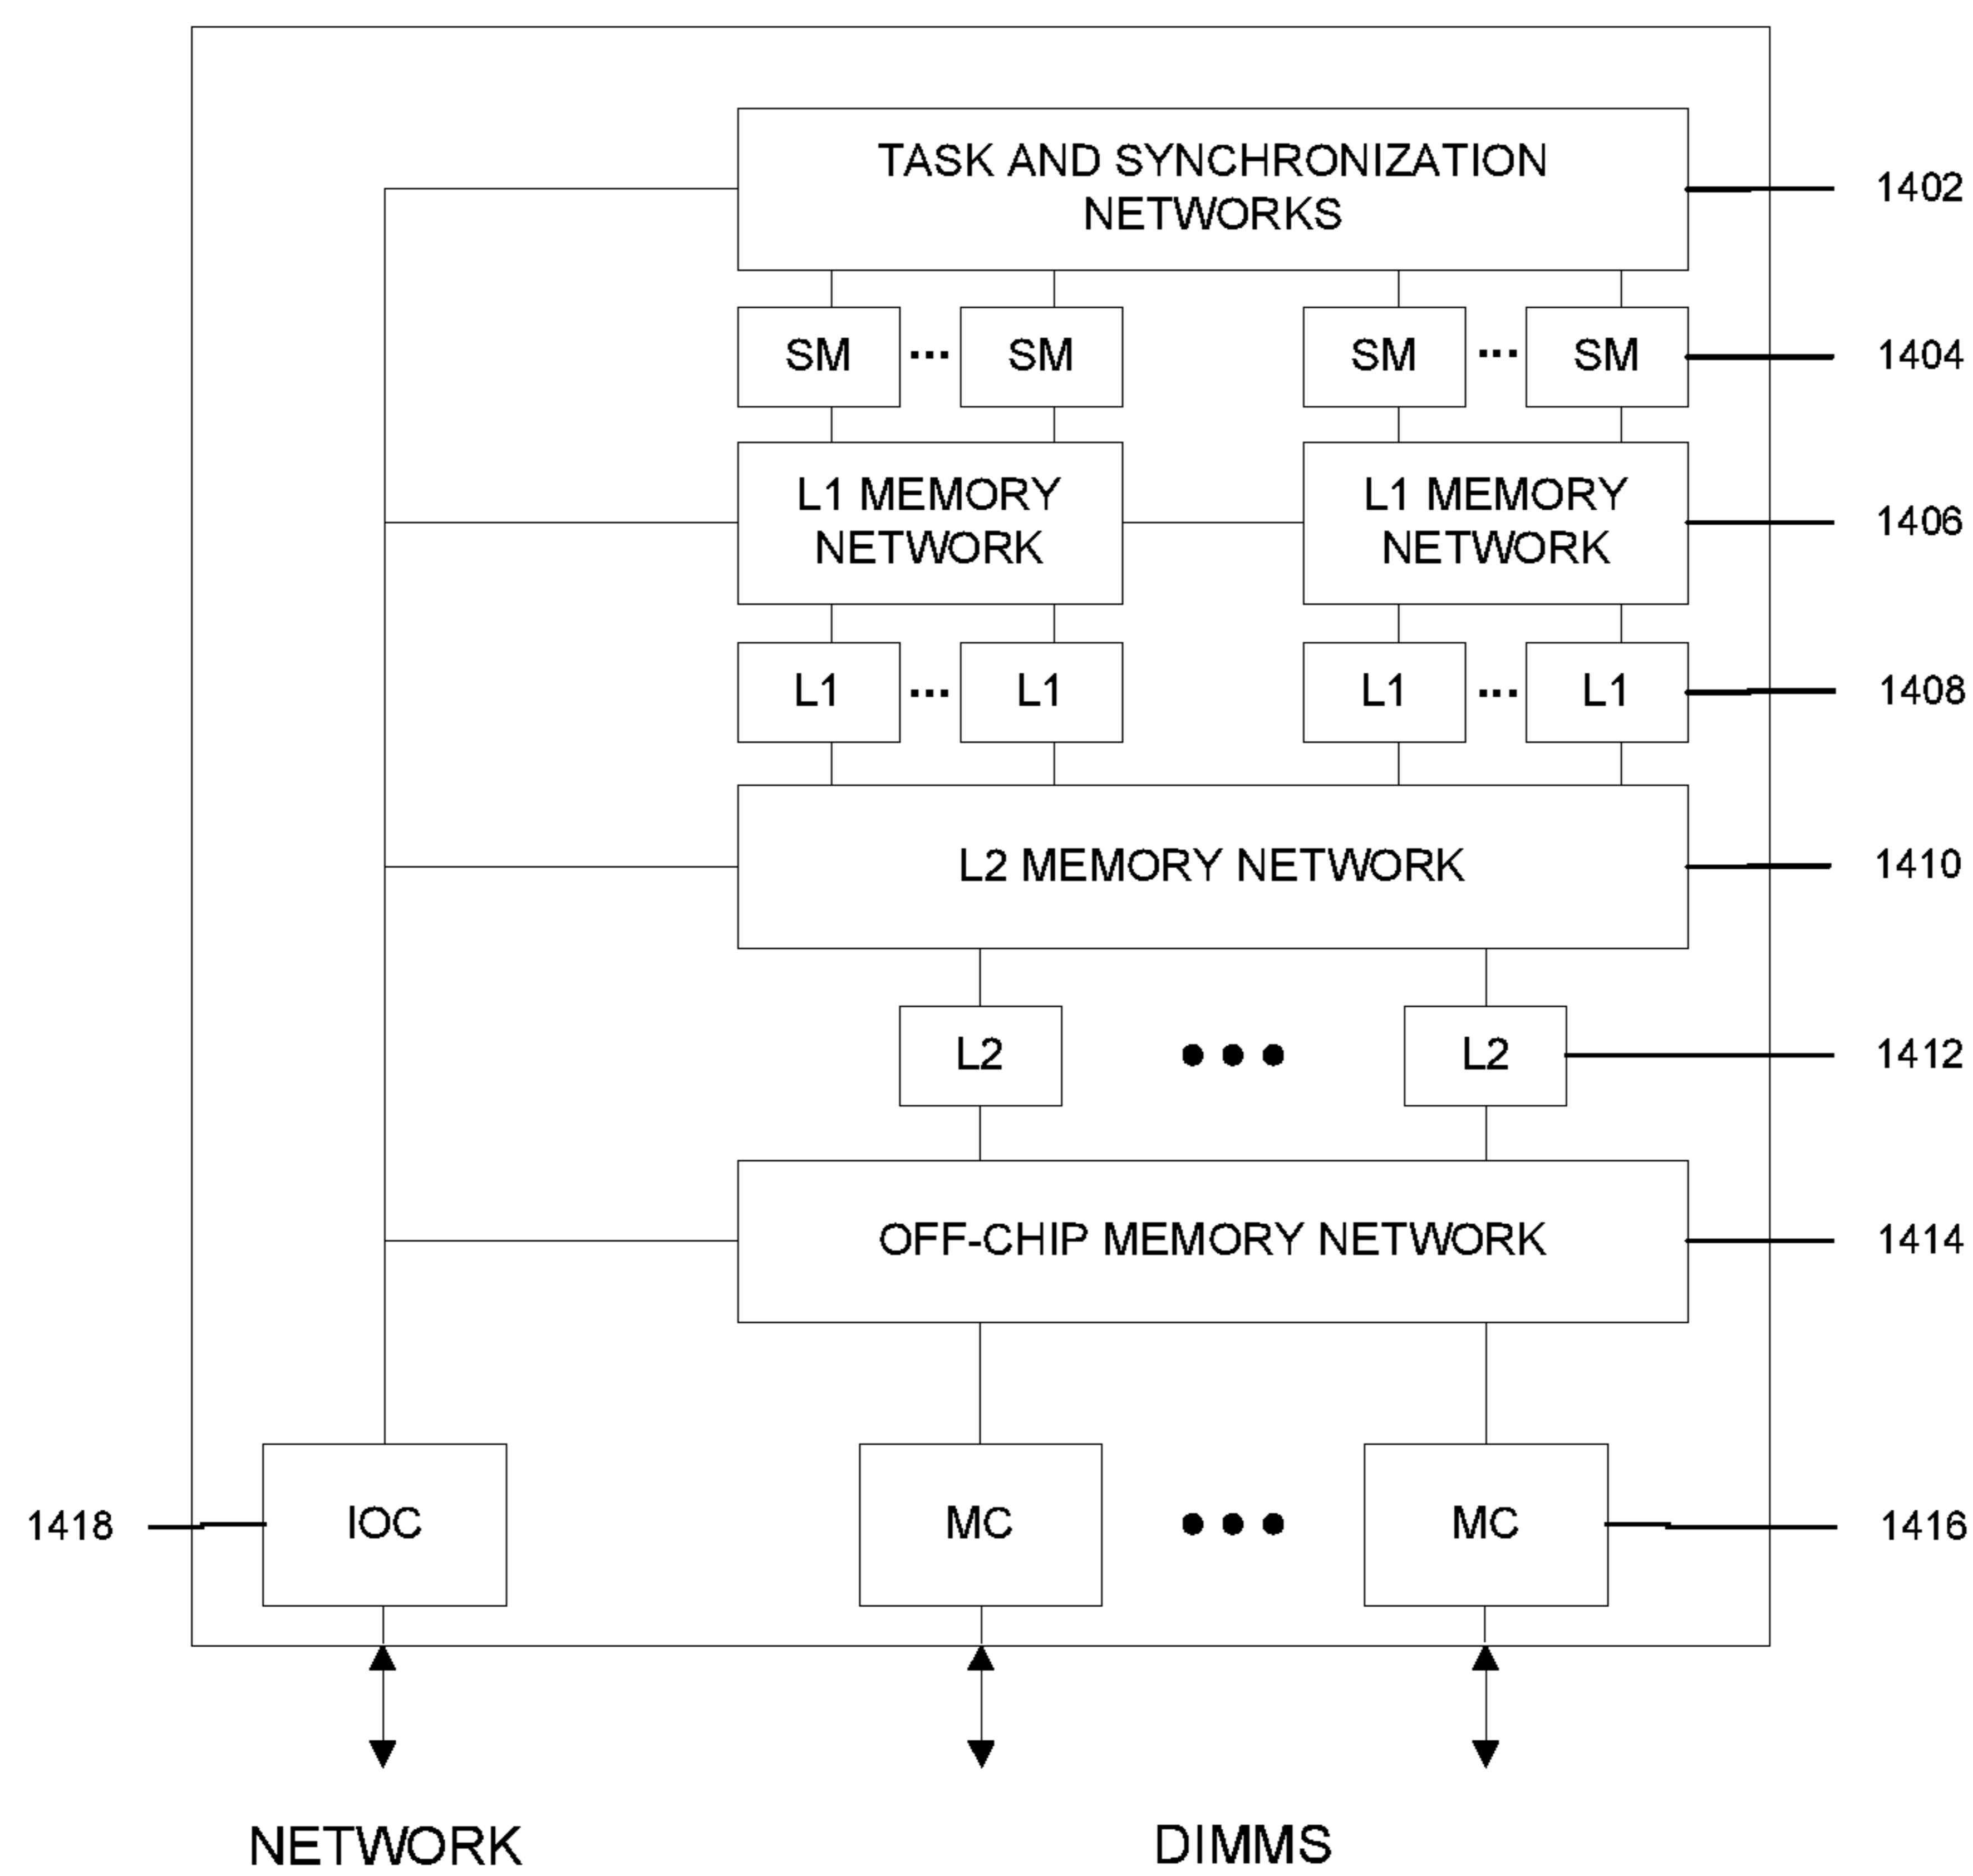 TASK AND SYNCHRONIZATION
NETWORKS
1402
SM ... SM SM ... SM
1404
L1 MEMORY
NETWORK
L1 MEMORY
NETWORK
1406
L1 ... L1 L1 ... L1
1408
L2 MEMORY NETWORK
1410
L2 ... L2
1412
OFF-CHIP MEMORY NETWORK
1414
1418
IOC
MC ... MC
1416
NETWORK
DIMMS